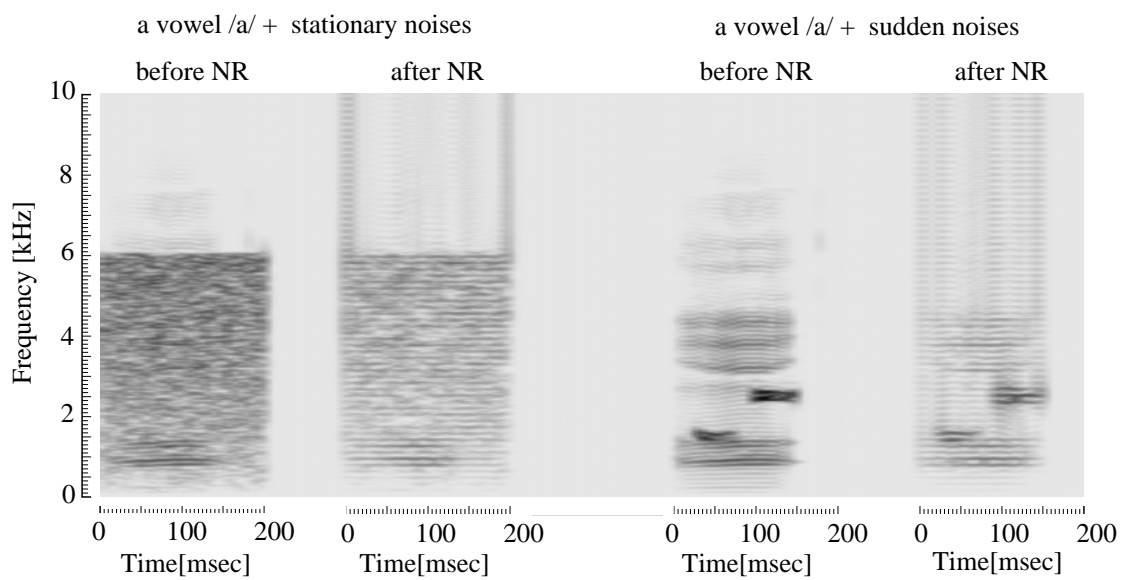 a vowel /a/ + stationary noises
a vowel /a/ + sudden noises
before NR
after NR
before NR
after NR
Frequency [kHz]
10
8
6
4
2
0
0 100 200
0 100 200
0 100 200
0 100 200
Time[msec]
Time[msec]
Time[msec]
Time[msec]